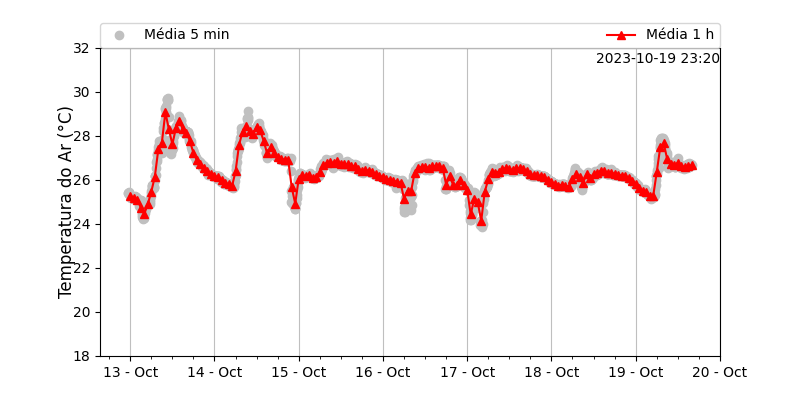 Média 5 min
Média 1 h
2023-10-19 23:20
Temperatura do Ar (°C)
32
30
28
26
24
22
20
18
13 - Oct
14 - Oct
15 - Oct
16 - Oct
17 - Oct
18 - Oct
19 - Oct
20 - Oct